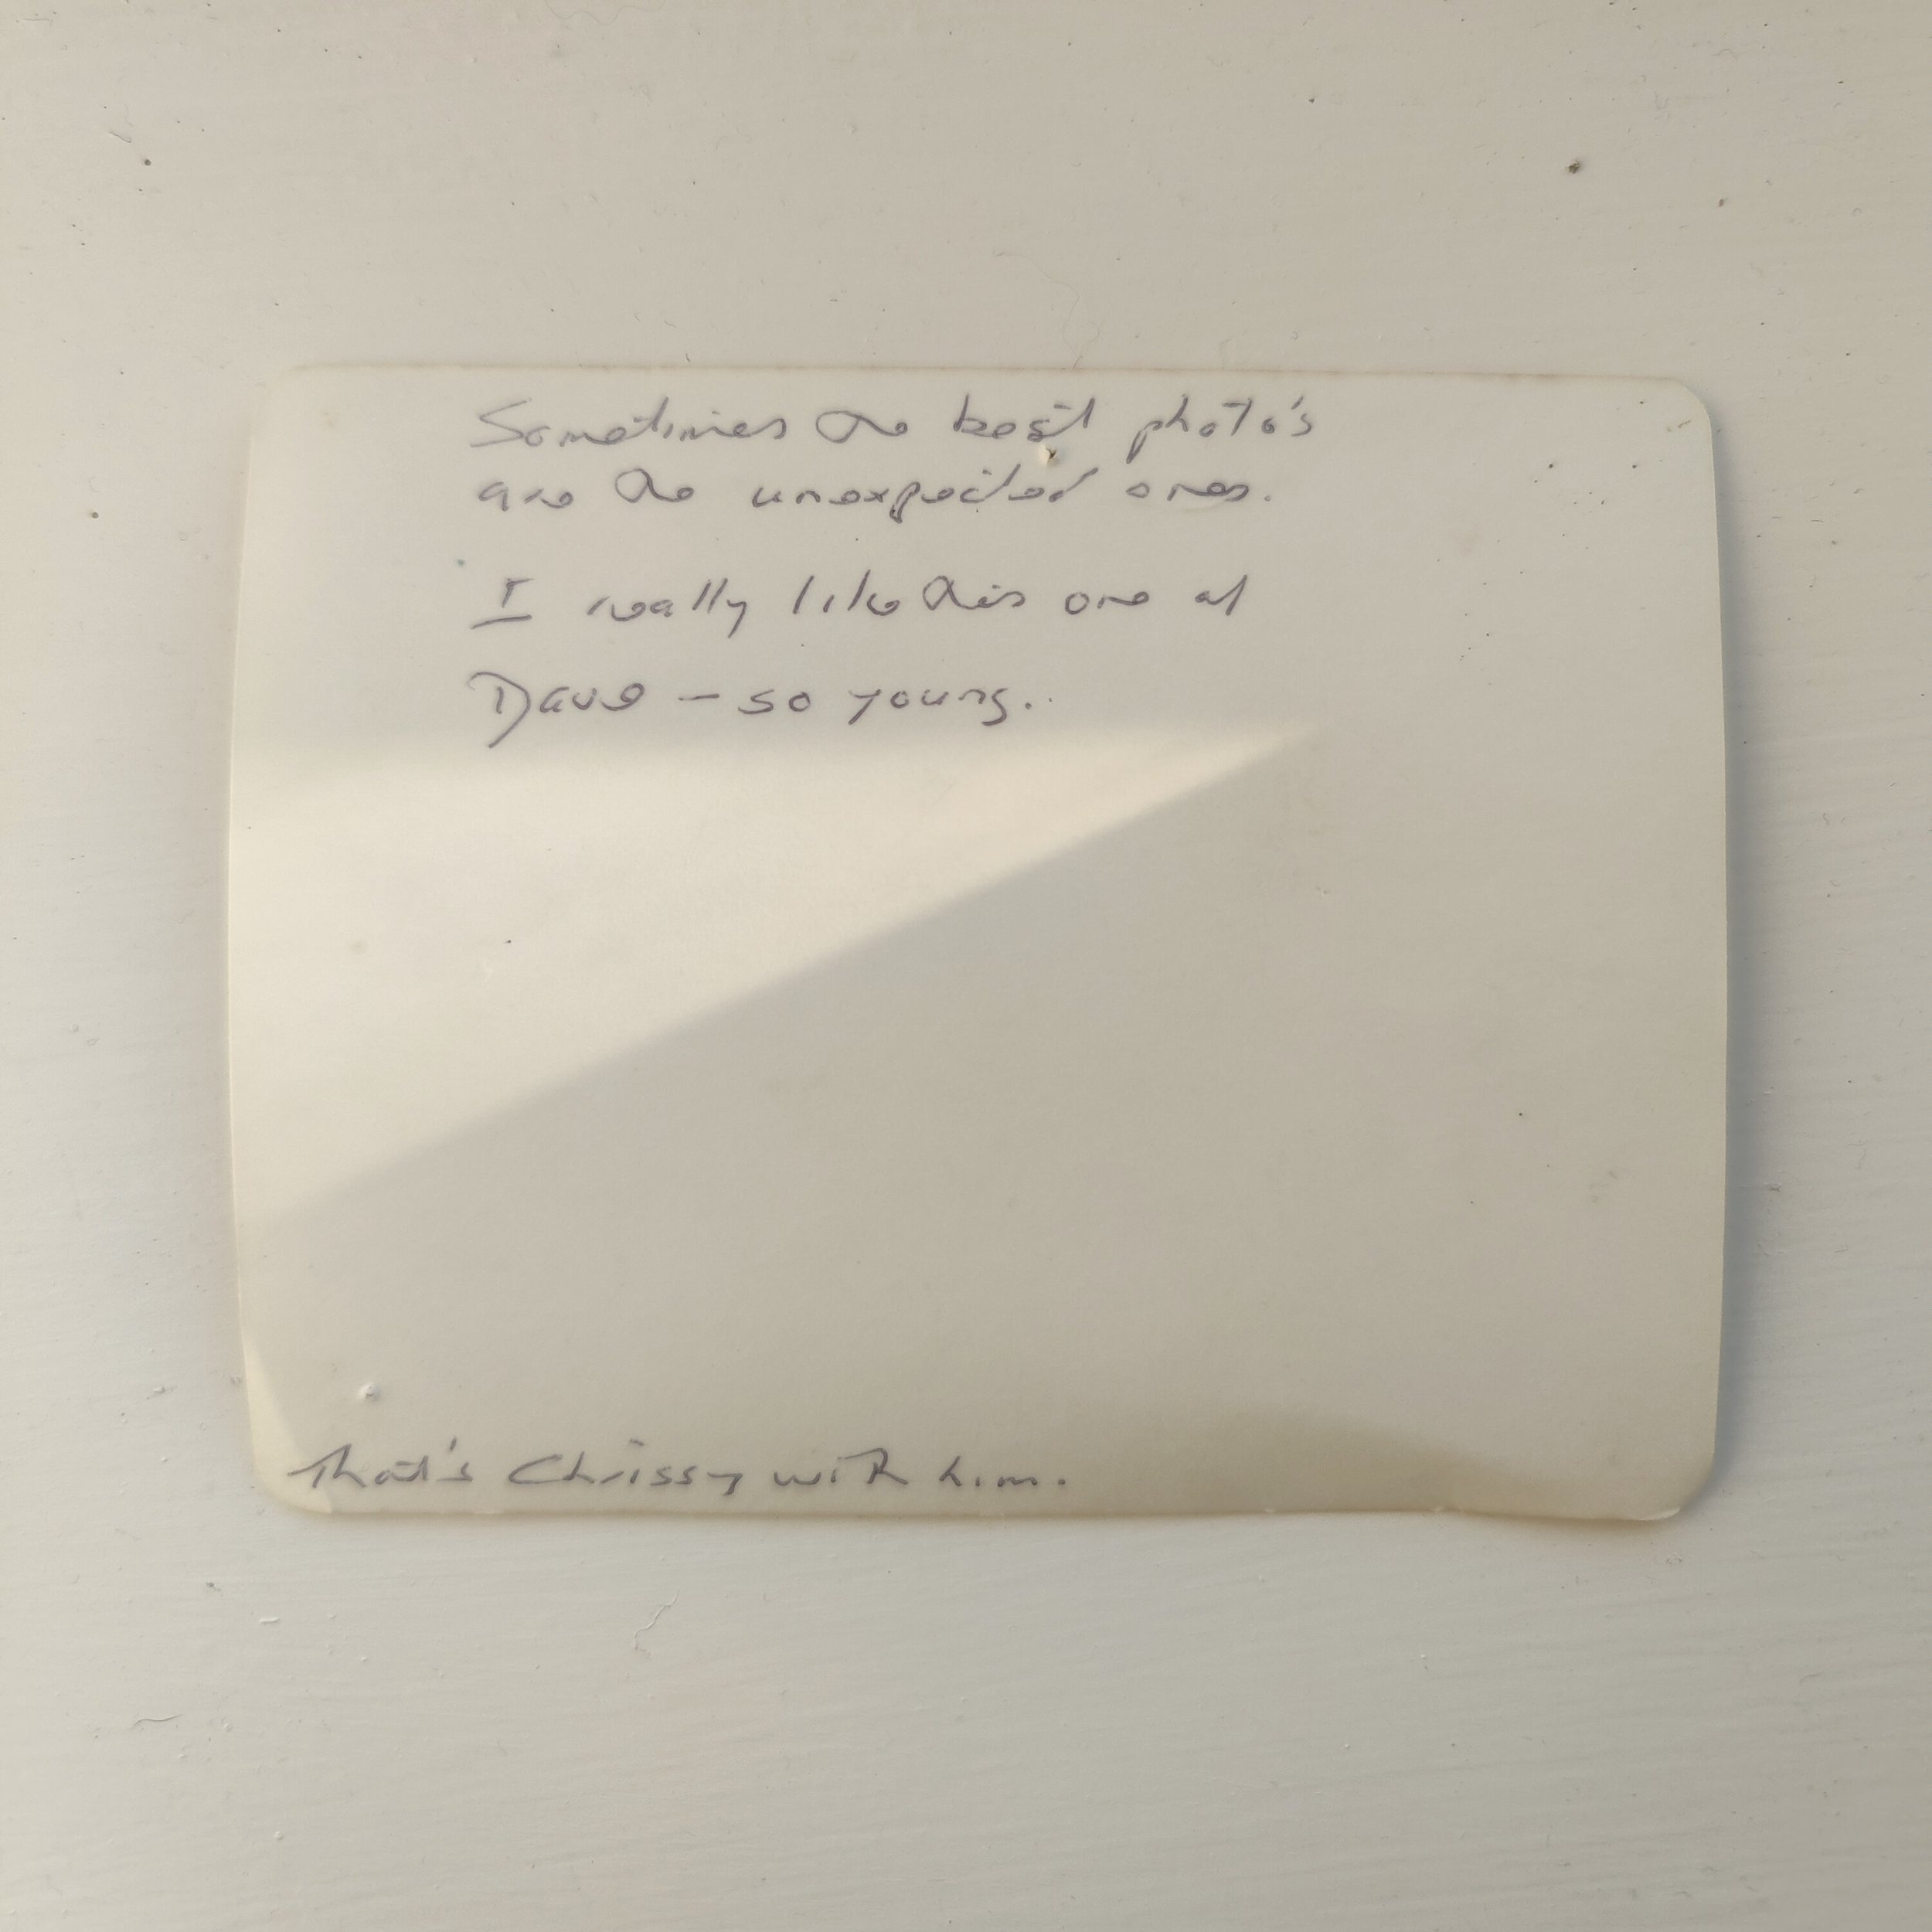 Sometimes the best photo's
are the unexpected ones.
I really like this one of
Dave – so young..
That's Chrissy with him.